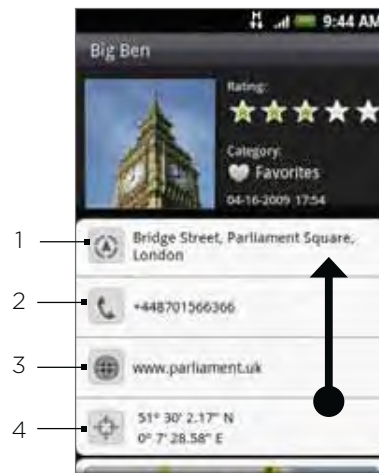 9:44 AM
Big Ben
Rating:
Category:
Favorites
04-16-2009 17:54
1
Bridge Street, Parliament Square,
London
2
+448701566366
3
www.parliament.uk
4
51° 30' 2.17" N
0° 7' 28.58" E